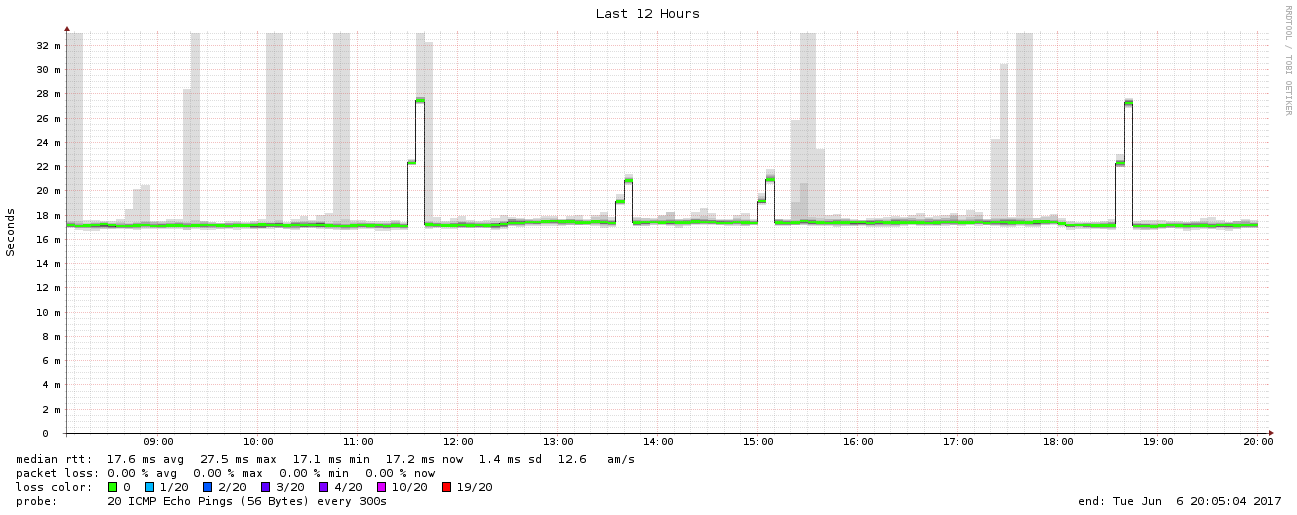 Last 12 Hours
RRDTOOL / TOBI OETIKER
Seconds
32 m
30 m
28 m
26 m
24 m
22 m
20 m
18 m
16 m
14 m
12 m
10 m
8 m
6 m
4 m
2 m
0
09:00 10:00 11:00 12:00 13:00 14:00 15:00 16:00 17:00 18:00 19:00 20:00
median rtt: 17.6 ms avg 27.5 ms max 17.1 ms min 17.2 ms now 1.4 ms sd 12.6 am/s
packet loss: 0.00 % avg 0.00 % max 0.00 % min 0.00 % now
loss color: 0 1/20 2/20 3/20 4/20 10/20 19/20
probe: 20 ICMP Echo Pings (56 Bytes) every 300s end: Tue Jun 6 20:05:04 2017